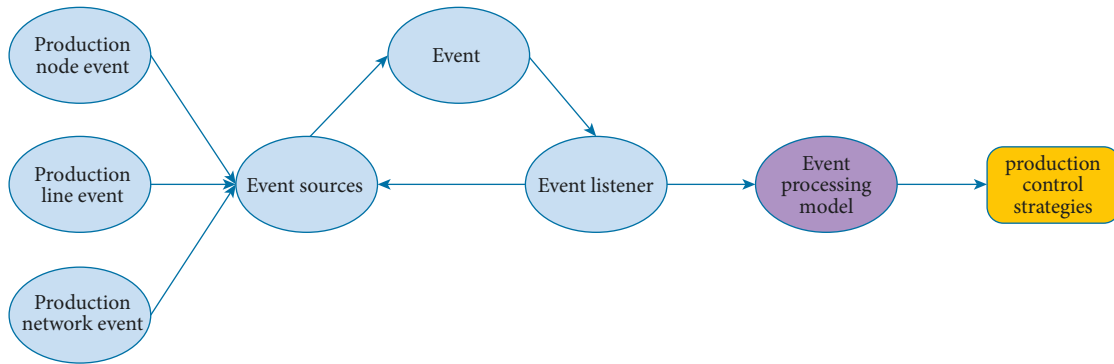 Production
node event
Event
Production
line event
Event sources
Event listener
Event
processing
model
production
control
strategies
Production
network event